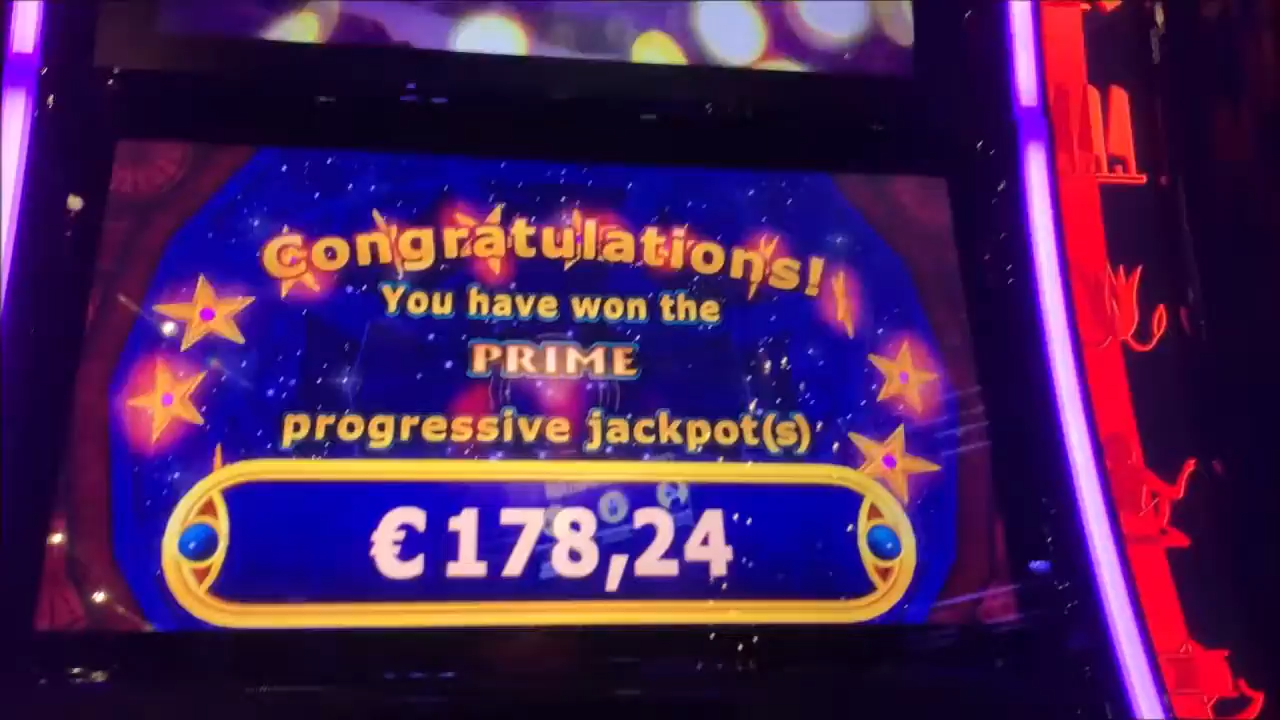 Congratulations!
You have won the
PRIME
progressive jackpot(s)
€178,24